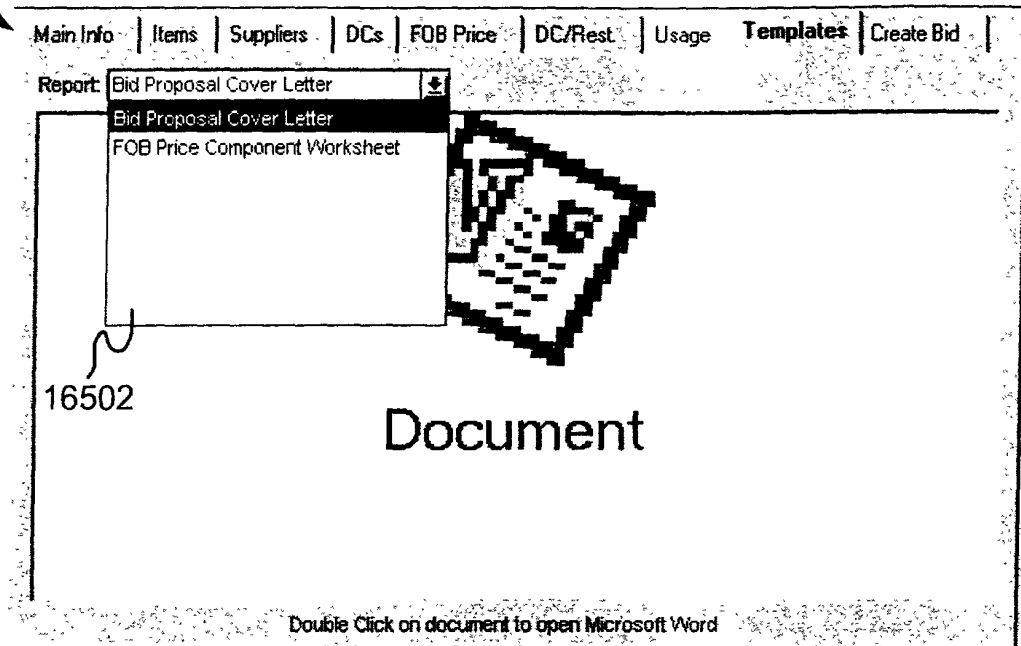 Main Info Items Suppliers DCs FOB Price DC/Rest. Usage Templates Create Bid
Report: Bid Proposal Cover Letter
Bid Proposal Cover Letter
FOB Price Component Worksheet
16502
Document
Double Click on document to open Microsoft Word